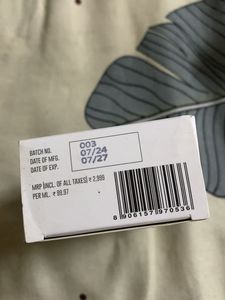 BATCH NO. 003
DATE OF MFG. 07/24
DATE OF EXP. 07/27
MRP (INCL. OF ALL TAXES) ₹ 2,999
PER ML. ₹ 99.97
8 906157 970536